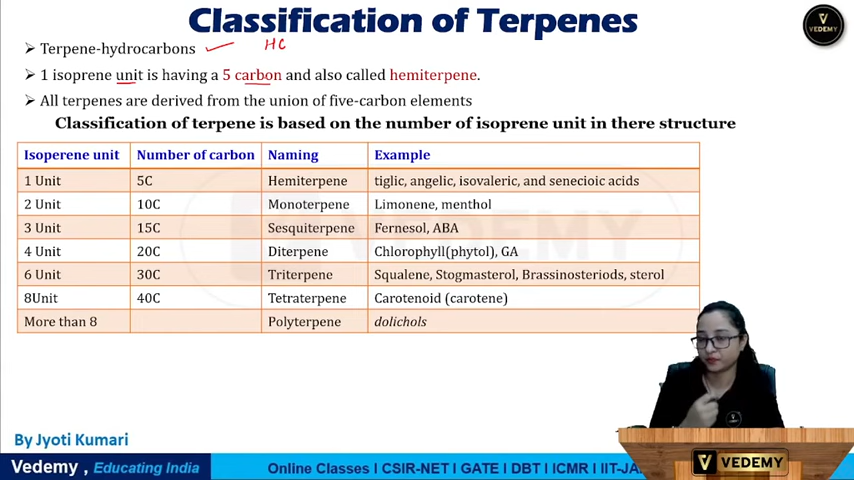 Classification of Terpenes
VEDEMY
➢ Terpene-hydrocarbons HC
➢ 1 isoprene unit is having a 5 carbon and also called hemiterpene.
➢ All terpenes are derived from the union of five-carbon elements
Classification of terpene is based on the number of isoprene unit in there structure
Isoperene unit Number of carbon Naming Example
1 Unit 5C Hemiterpene tiglic, angelic, isovaleric, and senecioic acids
2 Unit 10C Monoterpene Limonene, menthol
3 Unit 15C Sesquiterpene Fernesol, ABA
4 Unit 20C Diterpene Chlorophyll(phytol), GA
6 Unit 30C Triterpene Squalene, Stogmasterol, Brassinosteriods, sterol
8Unit 40C Tetraterpene Carotenoid (carotene)
More than 8 Polyterpene dolichols
VEDEMY
By Jyoti Kumari
VEDEMY
Vedemy , Educating India
Online Classes I CSIR-NET I GATE I DBT I ICMR I IIT-JA